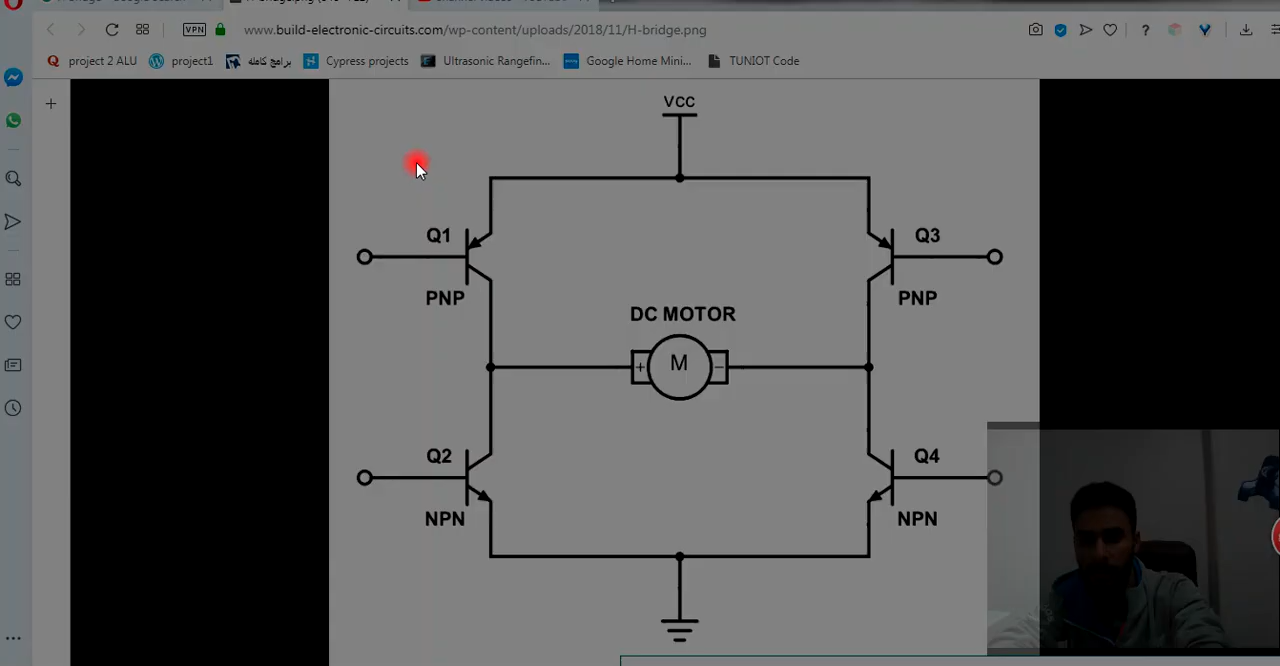 VPN www.build-electronic-circuits.com/wp-content/uploads/2018/11/H-bridge.png
project 2 ALU project1 برامج كاملة Cypress projects Ultrasonic Rangefin... Google Home Mini... TUNIOT Code
VCC
Q1
Q3
PNP
PNP
DC MOTOR
+ M −
Q2
Q4
NPN
NPN